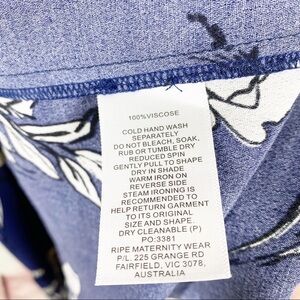 100%VISCOSE
COLD HAND WASH
SEPARATELY
DO NOT BLEACH, SOAK,
RUB OR TUMBLE DRY
REDUCED SPIN
GENTLY PULL TO SHAPE
DRY IN SHADE
WARM IRON ON
REVERSE SIDE
STEAM IRONING IS
RECOMMENDED TO
HELP RETURN GARMENT
TO ITS ORIGINAL
SIZE AND SHAPE.
DRY CLEANABLE (P)
PO:3381
RIPE MATERNITY WEAR
P/L. 225 GRANGE RD
FAIRFIELD, VIC 3078,
AUSTRALIA